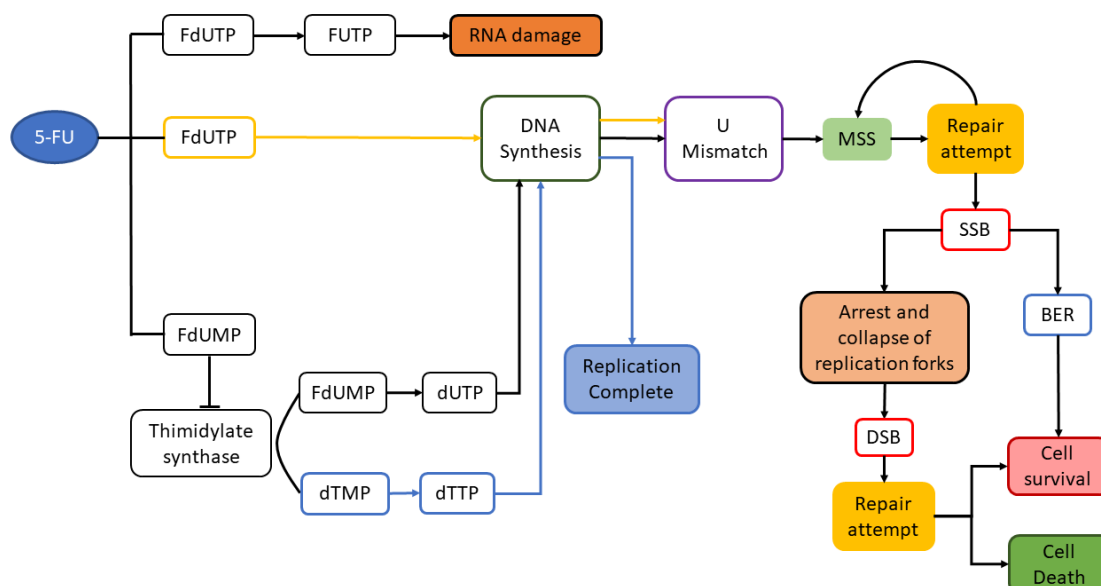 FdUTP
FUTP
RNA damage
5-FU
FdUTP
DNA
Synthesis
U
Mismatch
MSS
Repair
attempt
SSB
Arrest and
collapse of
replication forks
BER
FdUMP
Thimidylate
synthase
FdUMP
dUTP
Replication
Complete
dTMP
dTTP
DSB
Cell
survival
Repair
attempt
Cell
Death